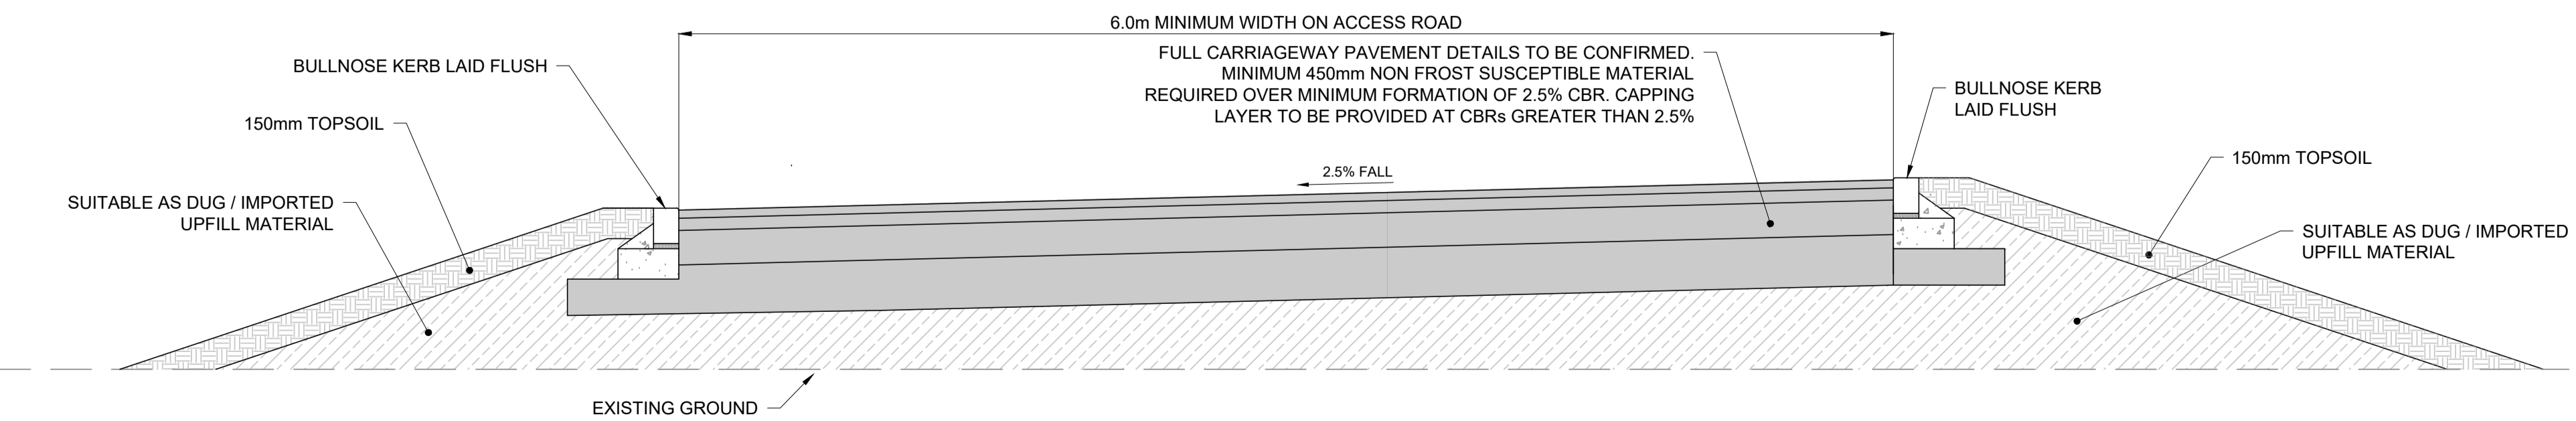 6.0m MINIMUM WIDTH ON ACCESS ROAD
FULL CARRIAGEWAY PAVEMENT DETAILS TO BE CONFIRMED.
MINIMUM 450mm NON FROST SUSCEPTIBLE MATERIAL
REQUIRED OVER MINIMUM FORMATION OF 2.5% CBR. CAPPING
LAYER TO BE PROVIDED AT CBRs GREATER THAN 2.5%
BULLNOSE KERB LAID FLUSH
150mm TOPSOIL
SUITABLE AS DUG / IMPORTED
UPFILL MATERIAL
2.5% FALL
BULLNOSE KERB
LAID FLUSH
150mm TOPSOIL
SUITABLE AS DUG / IMPORTED
UPFILL MATERIAL
EXISTING GROUND